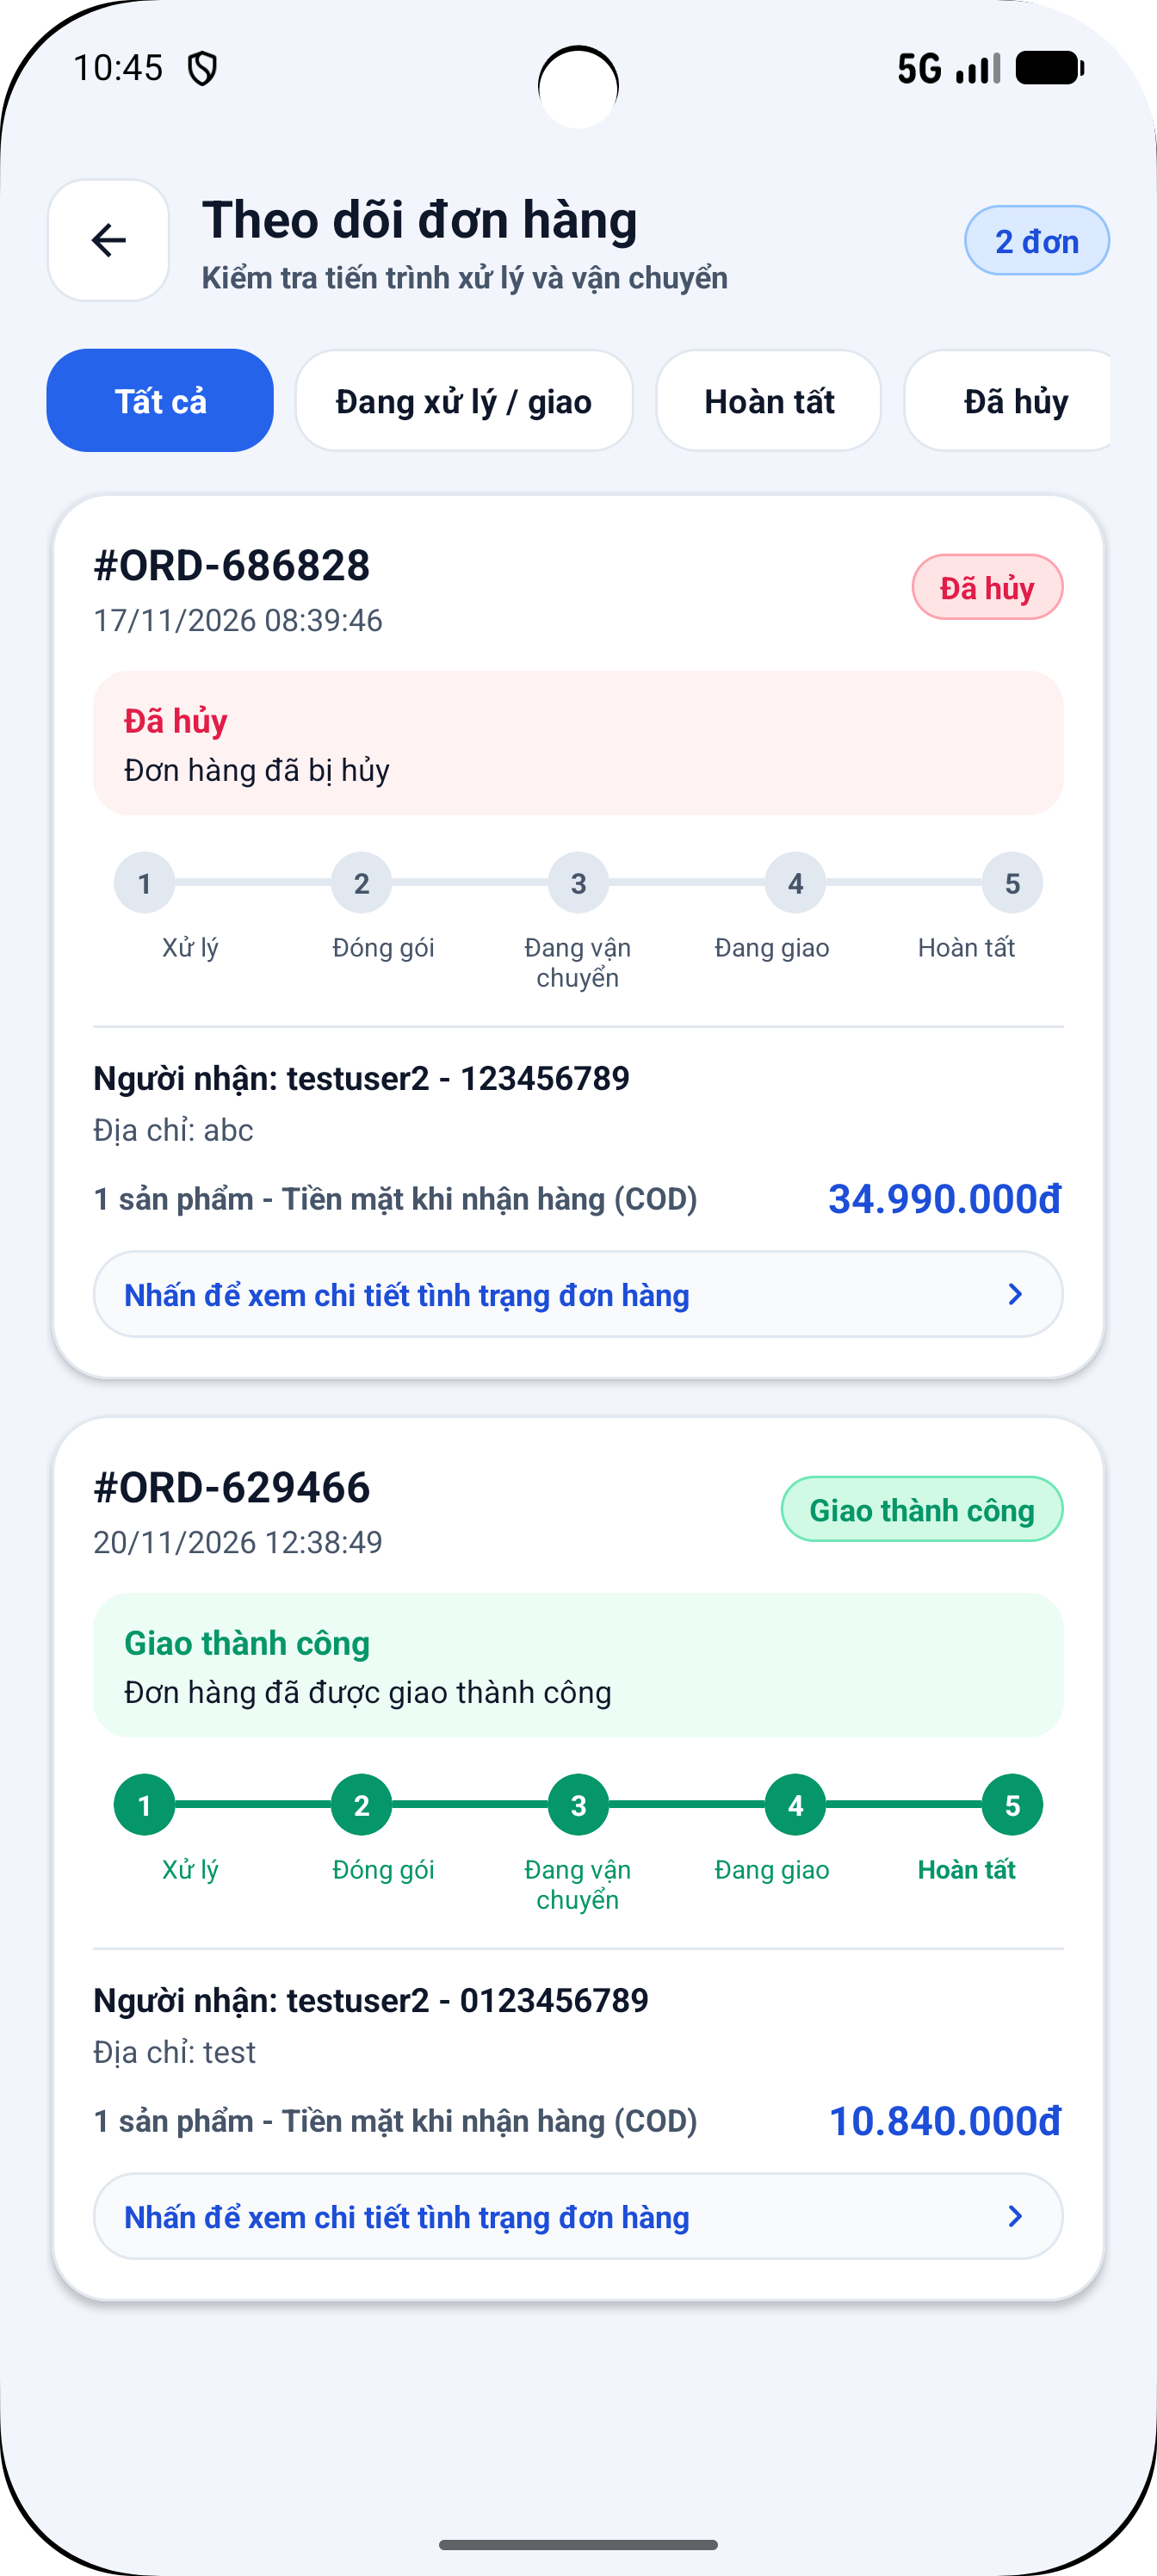 10:45
5G
Theo dõi đơn hàng
Kiểm tra tiến trình xử lý và vận chuyển
2 đơn
Tất cả
Đang xử lý / giao
Hoàn tất
Đã hủy
#ORD-686828
17/11/2026 08:39:46
Đã hủy
Đã hủy
Đơn hàng đã bị hủy
1 2 3 4 5
Xử lý
Đóng gói
Đang vận
chuyển
Đang giao
Hoàn tất
Người nhận: testuser2 - 123456789
Địa chỉ: abc
1 sản phẩm - Tiền mặt khi nhận hàng (COD)
34.990.000đ
Nhấn để xem chi tiết tình trạng đơn hàng
#ORD-629466
20/11/2026 12:38:49
Giao thành công
Giao thành công
Đơn hàng đã được giao thành công
1 2 3 4 5
Xử lý
Đóng gói
Đang vận
chuyển
Đang giao
Hoàn tất
Người nhận: testuser2 - 0123456789
Địa chỉ: test
1 sản phẩm - Tiền mặt khi nhận hàng (COD)
10.840.000đ
Nhấn để xem chi tiết tình trạng đơn hàng